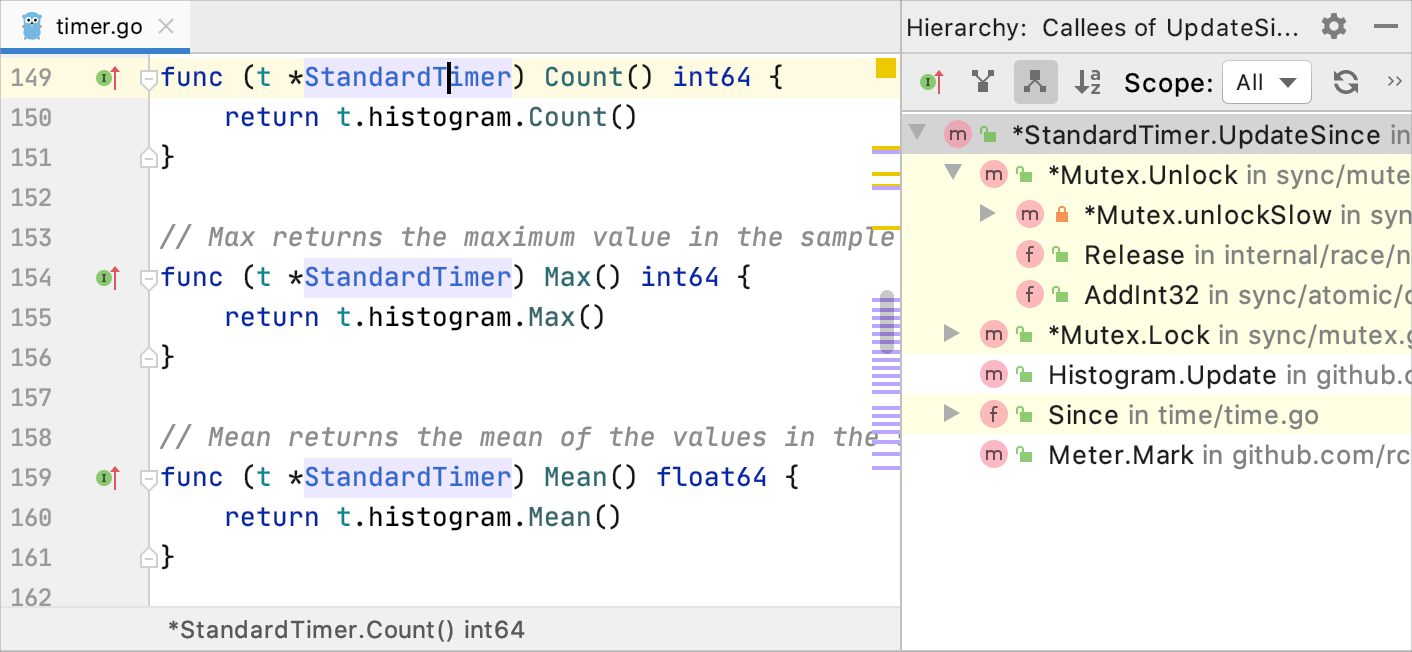 timer.go
149 func (t *StandardTimer) Count() int64 {
150 return t.histogram.Count()
151 }
152
153 // Max returns the maximum value in the sample
154 func (t *StandardTimer) Max() int64 {
155 return t.histogram.Max()
156 }
157
158 // Mean returns the mean of the values in the
159 func (t *StandardTimer) Mean() float64 {
160 return t.histogram.Mean()
161 }
162
*StandardTimer.Count() int64
Hierarchy: Callees of UpdateSi...
Scope: All
m *StandardTimer.UpdateSince in
m *Mutex.Unlock in sync/mute
m *Mutex.unlockSlow in syn
f Release in internal/race/n
f AddInt32 in sync/atomic/
m *Mutex.Lock in sync/mutex.g
m Histogram.Update in github.c
f Since in time/time.go
m Meter.Mark in github.com/rc